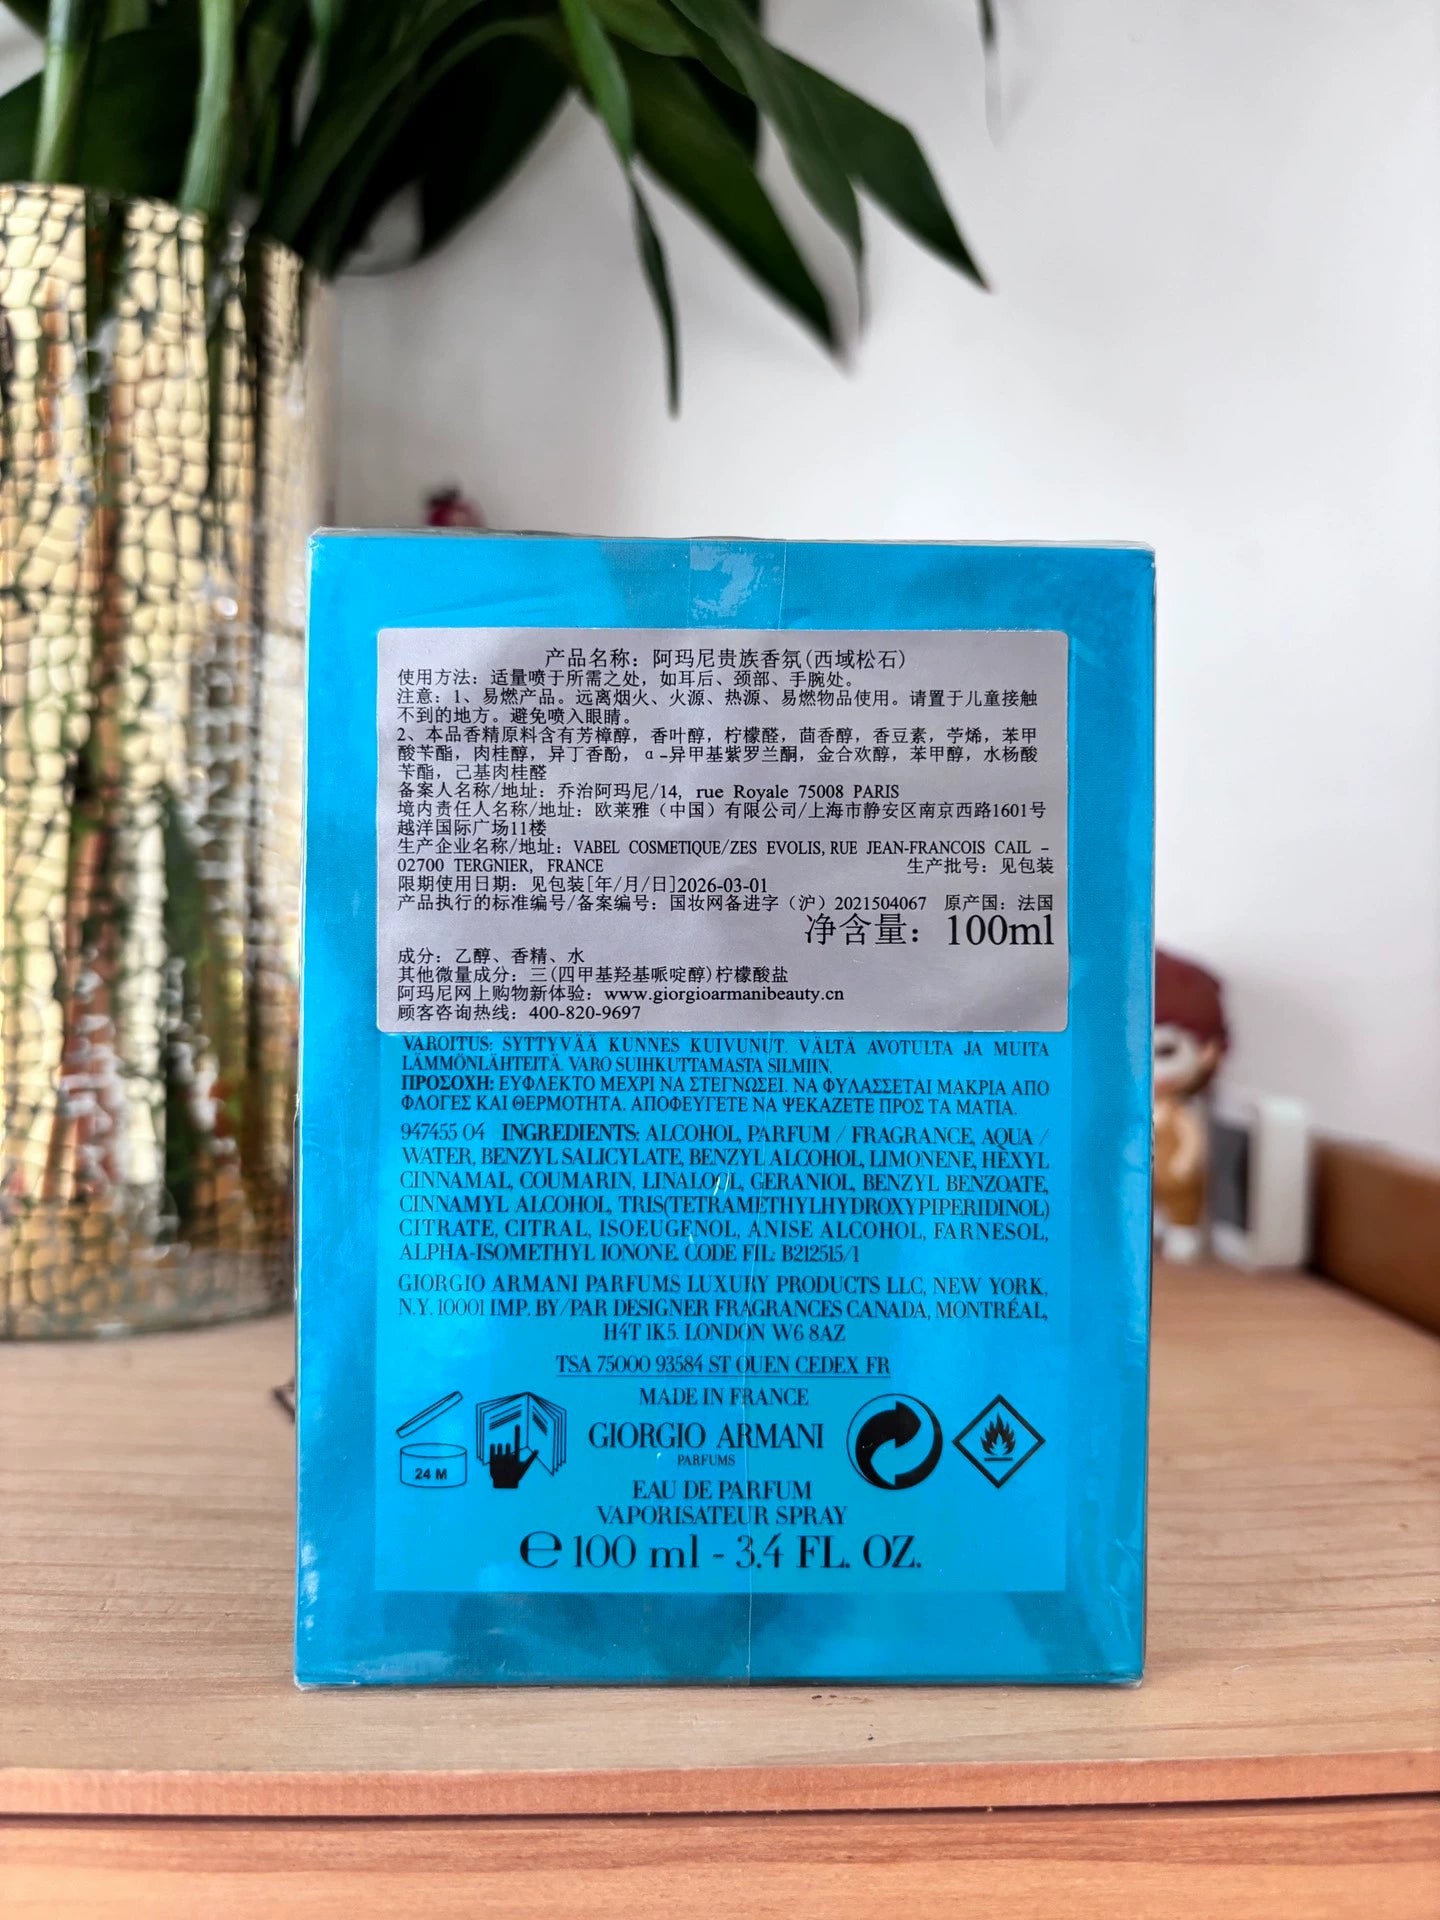 产品名称：阿玛尼贵族香氛(西域松石)
使用方法：适量喷于所需之处，如耳后、颈部、手腕处。
注意：1、易燃产品。远离烟火、火源、热源、易燃物品使用。请置于儿童接触
不到的地方。避免喷入眼睛。
2、本品香精原料含有芳樟醇，香叶醇，柠檬醛，茴香醇，香豆素，苧烯，苯甲
酸苄酯，肉桂醇，异丁香酚，α-异甲基紫罗兰酮，金合欢醇，苯甲醇，水杨酸
苄酯，己基肉桂醛
备案人名称/地址：乔治阿玛尼/14, rue Royale 75008 PARIS
境内责任人名称/地址：欧莱雅（中国）有限公司/上海市静安区南京西路1601号
越洋国际广场11楼
生产企业名称/地址：VABEL COSMETIQUE/ZES EVOLIS, RUE JEAN-FRANCOIS CAIL -
02700 TERGNIER, FRANCE 生产批号：见包装
限期使用日期：见包装[年/月/日]2026-03-01
产品执行的标准编号/备案编号：国妆网备进字（沪）2021504067 原产国：法国
净含量：100ml
成分：乙醇、香精、水
其他微量成分：三(四甲基羟基哌啶醇)柠檬酸盐
阿玛尼网上购物新体验：www.giorgioarmanibeauty.cn
顾客咨询热线：400-820-9697
VAROITUS: SYTTYVÄÄ KUNNES KUIVUNUT. VÄLTÄ AVOTULTA JA MUITA
LÄMMÖNLÄHTEITÄ. VARO SUIHKUTTAMASTA SILMIIN.
ΠΡΟΣΟΧΗ: ΕΥΦΛΕΚΤΟ ΜΕΧΡΙ ΝΑ ΣΤΕΓΝΩΣΕΙ. ΝΑ ΦΥΛΑΣΣΕΤΑΙ ΜΑΚΡΙΑ ΑΠΟ
ΦΛΟΓΕΣ ΚΑΙ ΘΕΡΜΟΤΗΤΑ. ΑΠΟΦΕΥΓΕΤΕ ΝΑ ΨΕΚΑΖΕΤΕ ΠΡΟΣ ΤΑ ΜΑΤΙΑ.
947455 04 INGREDIENTS: ALCOHOL, PARFUM / FRAGRANCE, AQUA /
WATER, BENZYL SALICYLATE, BENZYL ALCOHOL, LIMONENE, HEXYL
CINNAMAL, COUMARIN, LINALOOL, GERANIOL, BENZYL BENZOATE,
CINNAMYL ALCOHOL, TRIS(TETRAMETHYLHYDROXYPIPERIDINOL)
CITRATE, CITRAL, ISOEUGENOL, ANISE ALCOHOL, FARNESOL,
ALPHA-ISOMETHYL IONONE. CODE FIL: B212515/1
GIORGIO ARMANI PARFUMS LUXURY PRODUCTS LLC, NEW YORK,
N.Y. 10001 IMP. BY/PAR DESIGNER FRAGRANCES CANADA, MONTRÉAL,
H4T 1K5. LONDON W6 8AZ
TSA 75000 93584 ST OUEN CEDEX FR
MADE IN FRANCE
24 M
GIORGIO ARMANI
PARFUMS
EAU DE PARFUM
VAPORISATEUR SPRAY
℮ 100 ml - 3.4 FL. OZ.